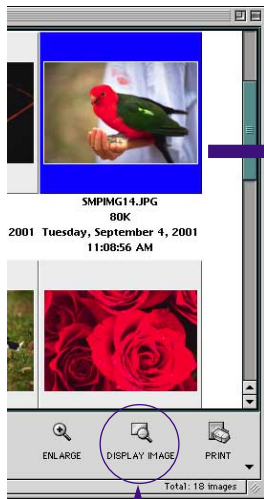 SMPIMG14.JPG
80K
2001 Tuesday, September 4, 2001
11:08:56 AM
ENLARGE DISPLAY IMAGE PRINT
Total: 18 images